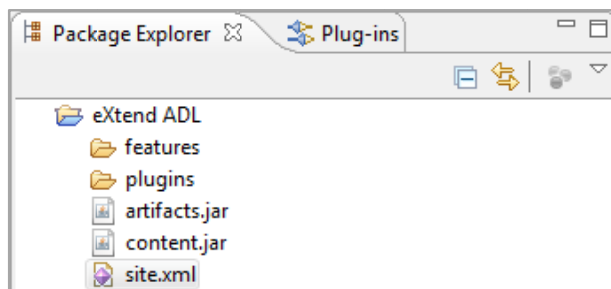 Package Explorer Plug-ins
eXtend ADL
features
plugins
artifacts.jar
content.jar
site.xml